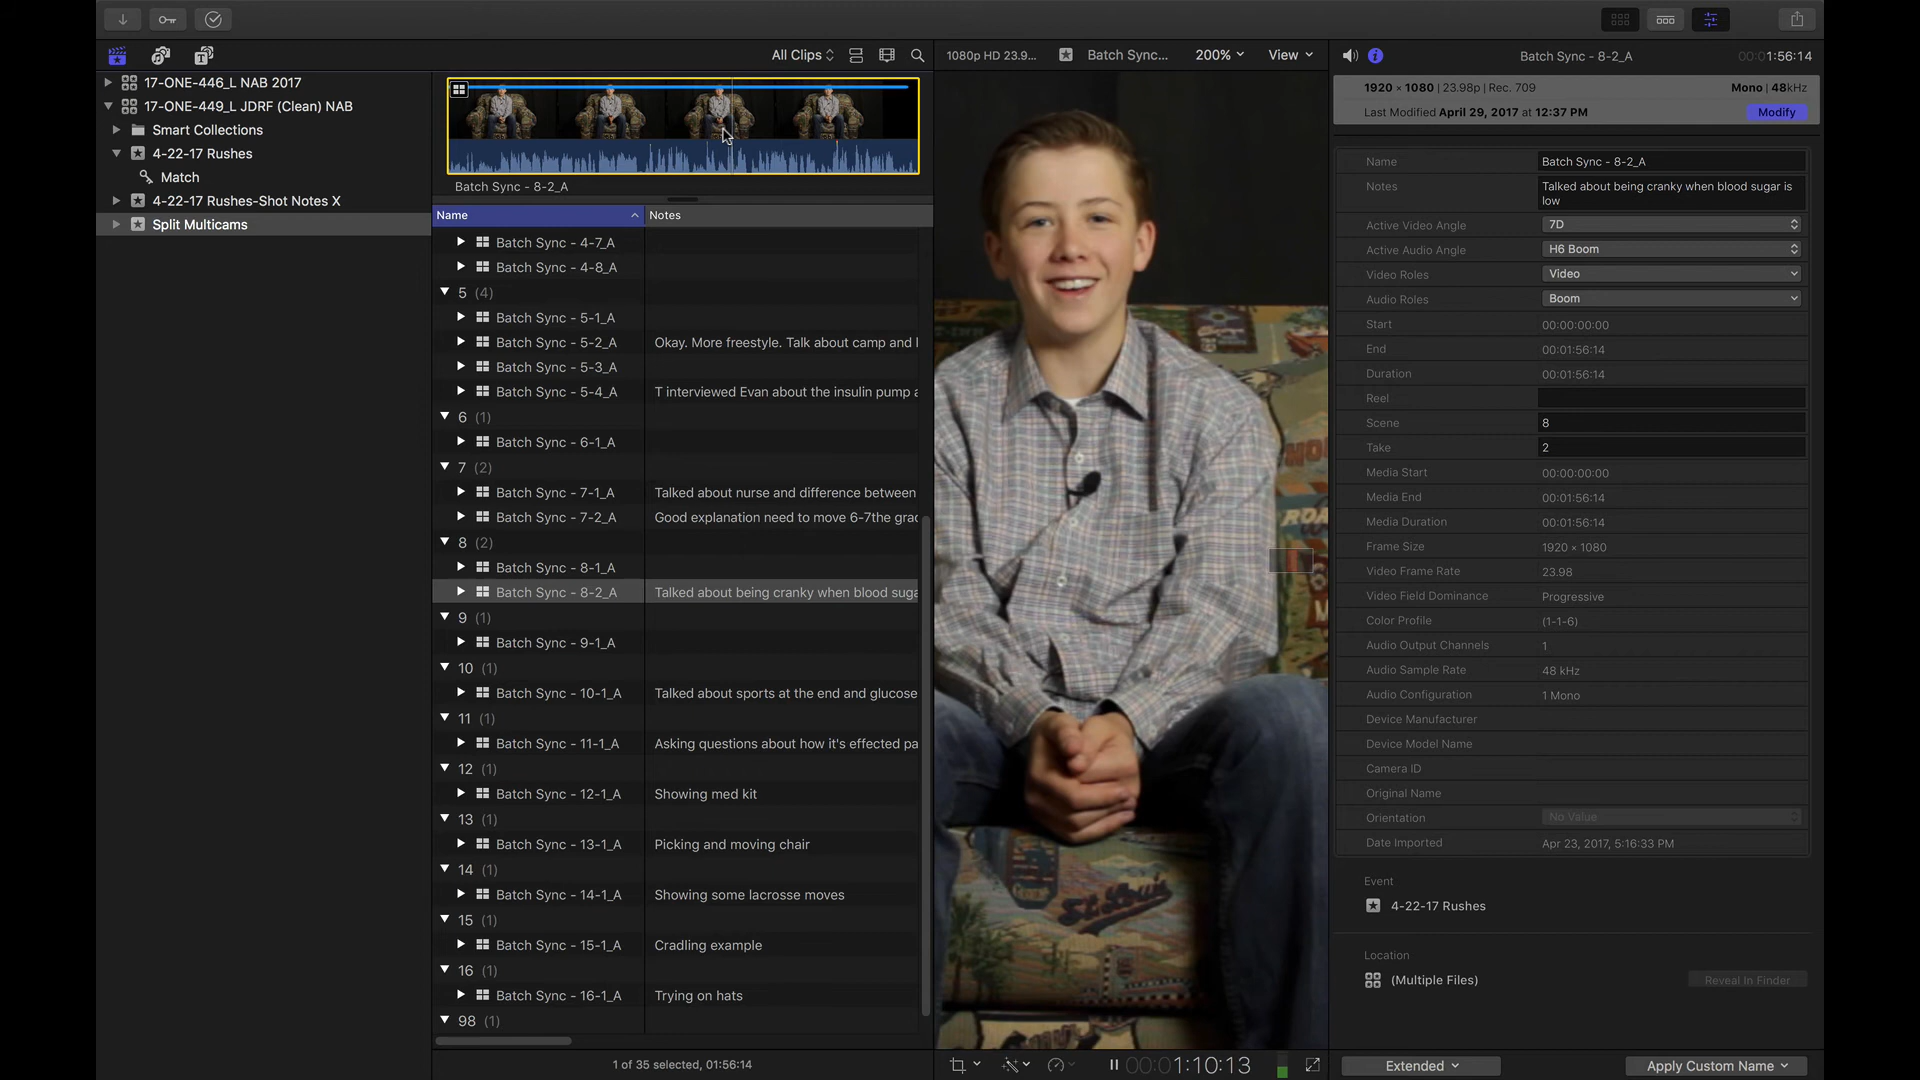 All Clips
1080p HD 23.9...
Batch Sync...
200%
View
Batch Sync - 8-2_A
00:01:56:14
17-ONE-446_L NAB 2017
17-ONE-449_L JDRF (Clean) NAB
Smart Collections
4-22-17 Rushes
Match
4-22-17 Rushes-Shot Notes X
Split Multicams
Batch Sync - 8-2_A
Name
Notes
Batch Sync - 4-7_A
Batch Sync - 4-8_A
5 (4)
Batch Sync - 5-1_A
Batch Sync - 5-2_A Okay. More freestyle. Talk about camp and
Batch Sync - 5-3_A
Batch Sync - 5-4_A T interviewed Evan about the insulin pump
6 (1)
Batch Sync - 6-1_A
7 (2)
Batch Sync - 7-1_A Talked about nurse and difference between
Batch Sync - 7-2_A Good explanation need to move 6-7the grad
8 (2)
Batch Sync - 8-1_A
Batch Sync - 8-2_A Talked about being cranky when blood suga
9 (1)
Batch Sync - 9-1_A
10 (1)
Batch Sync - 10-1_A Talked about sports at the end and glucose
11 (1)
Batch Sync - 11-1_A Asking questions about how it's effected pa
12 (1)
Batch Sync - 12-1_A Showing med kit
13 (1)
Batch Sync - 13-1_A Picking and moving chair
14 (1)
Batch Sync - 14-1_A Showing some lacrosse moves
15 (1)
Batch Sync - 15-1_A Cradling example
16 (1)
Batch Sync - 16-1_A Trying on hats
98 (1)
1 of 35 selected, 01:56:14
St. Louis
00:01:10:13
1920 × 1080 | 23.98p | Rec. 709
Mono | 48kHz
Last Modified April 29, 2017 at 12:37 PM
Modify
Name Batch Sync - 8-2_A
Notes Talked about being cranky when blood sugar is
low
Active Video Angle 7D
Active Audio Angle H6 Boom
Video Roles Video
Audio Roles Boom
Start 00:00:00:00
End 00:01:56:14
Duration 00:01:56:14
Reel
Scene 8
Take 2
Media Start 00:00:00:00
Media End 00:01:56:14
Media Duration 00:01:56:14
Frame Size 1920 × 1080
Video Frame Rate 23.98
Video Field Dominance Progressive
Color Profile (1-1-6)
Audio Output Channels 1
Audio Sample Rate 48 kHz
Audio Configuration 1 Mono
Device Manufacturer
Device Model Name
Camera ID
Original Name
Orientation No Value
Date Imported Apr 23, 2017, 5:16:33 PM
Event
4-22-17 Rushes
Location
(Multiple Files)
Reveal In Finder
Extended
Apply Custom Name